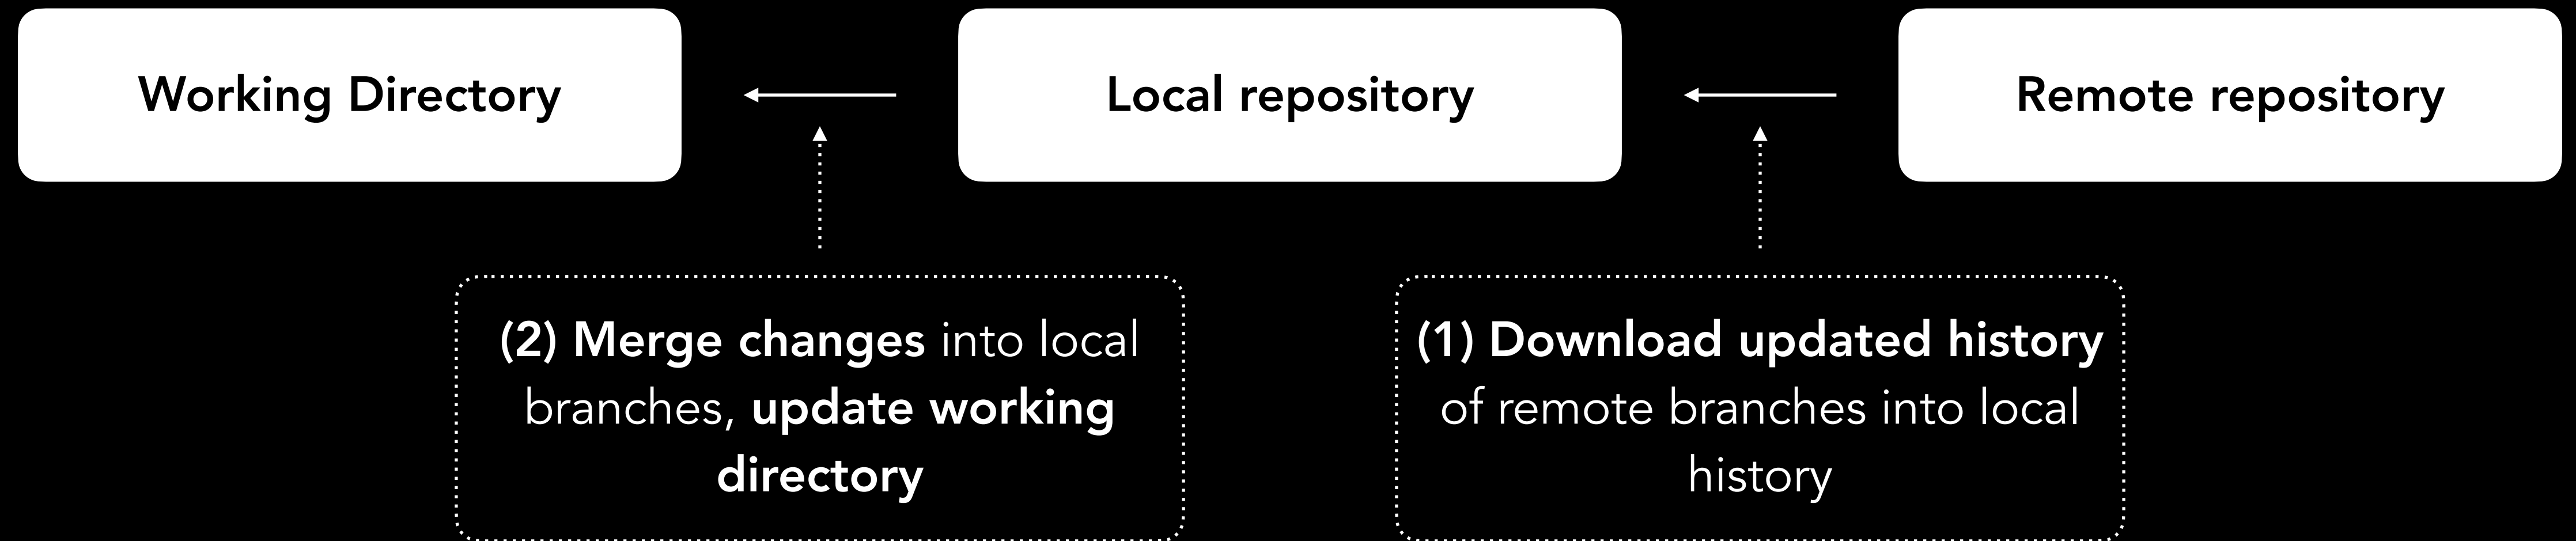 Working Directory
Local repository
Remote repository
(2) Merge changes into local
branches, update working
directory
(1) Download updated history
of remote branches into local
history